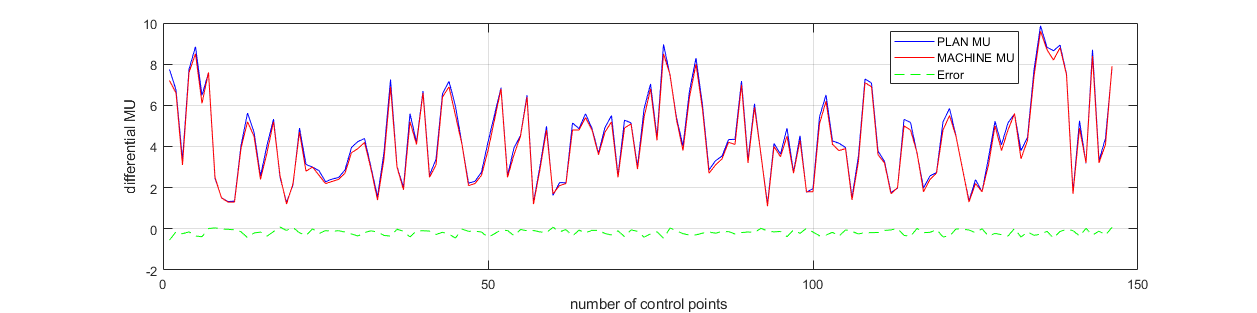 10
8
6
4
2
0
-2
differential MU
PLAN MU
MACHINE MU
Error
0
50
100
150
number of control points